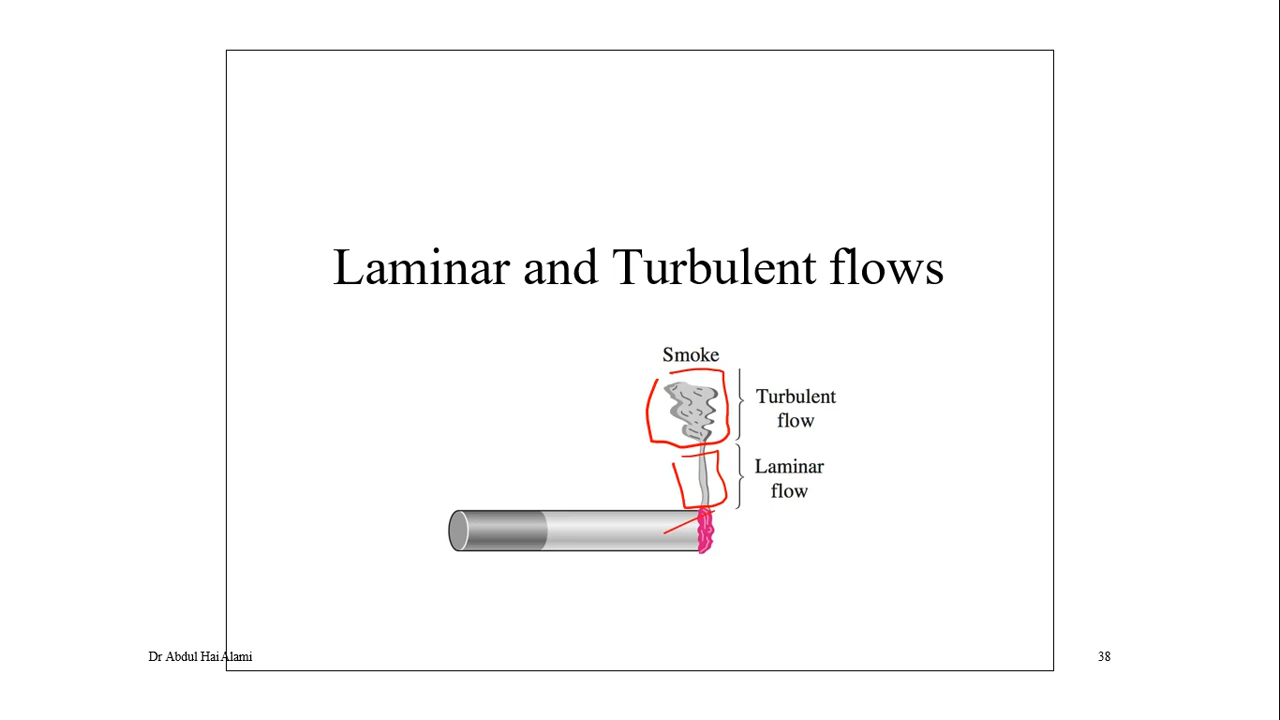 Laminar and Turbulent flows
Smoke
Turbulent
flow
Laminar
flow
Dr Abdul Hai Alami
38